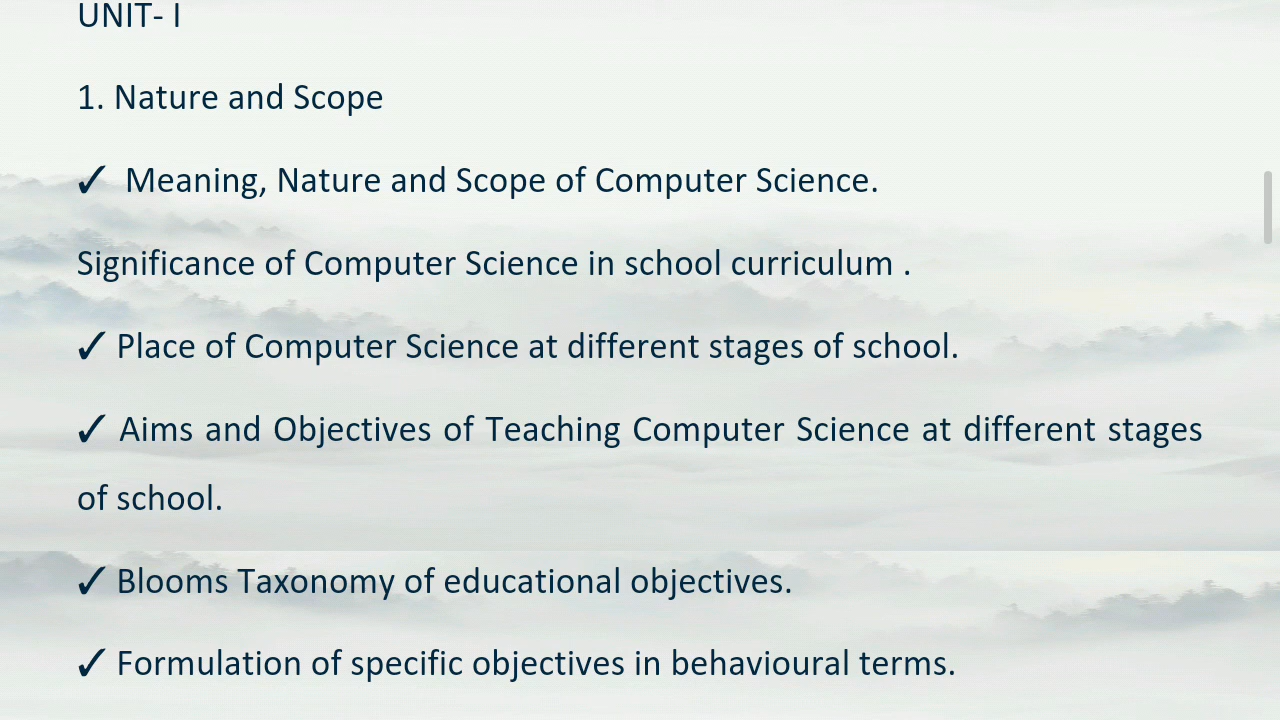 UNIT- I
1. Nature and Scope
✓ Meaning, Nature and Scope of Computer Science.
Significance of Computer Science in school curriculum .
✓ Place of Computer Science at different stages of school.
✓ Aims and Objectives of Teaching Computer Science at different stages
of school.
✓ Blooms Taxonomy of educational objectives.
✓ Formulation of specific objectives in behavioural terms.